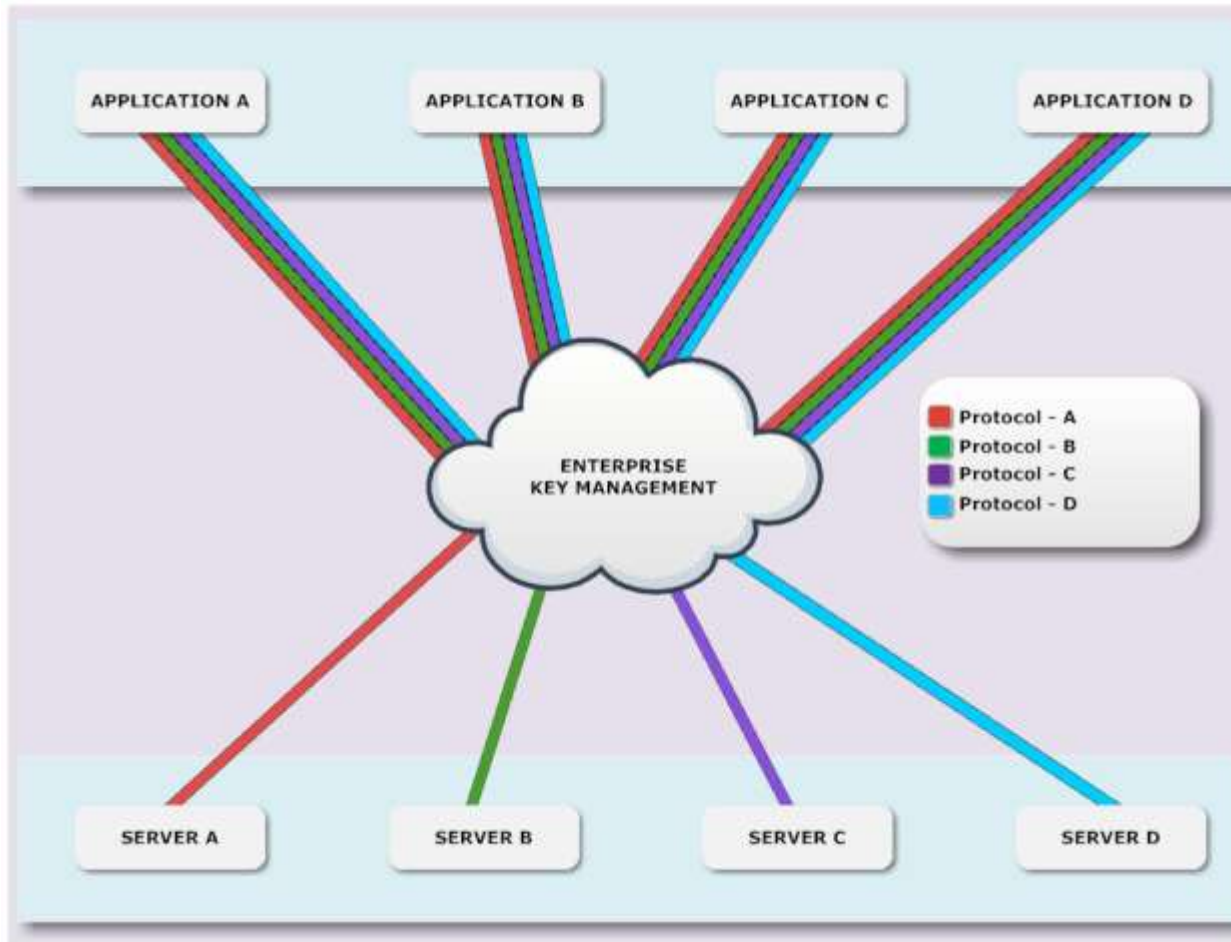 APPLICATION A
APPLICATION B
APPLICATION C
APPLICATION D
ENTERPRISE
KEY MANAGEMENT
Protocol - A
Protocol - B
Protocol - C
Protocol - D
SERVER A
SERVER B
SERVER C
SERVER D